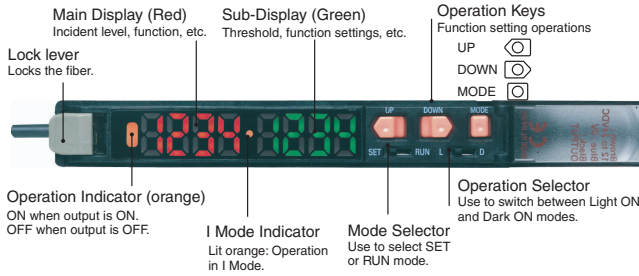 Main Display (Red)
Incident level, function, etc.
Sub-Display (Green)
Threshold, function settings, etc.
Operation Keys
Function setting operations
UP
DOWN
MODE
Lock lever
Locks the fiber.
1234
1234
UP
DOWN
MODE
SET
RUN
L
D
Operation Indicator (orange)
ON when output is ON.
OFF when output is OFF.
I Mode Indicator
Lit orange: Operation
in I Mode.
Mode Selector
Use to select SET
or RUN mode.
Operation Selector
Use to switch between Light ON
and Dark ON modes.